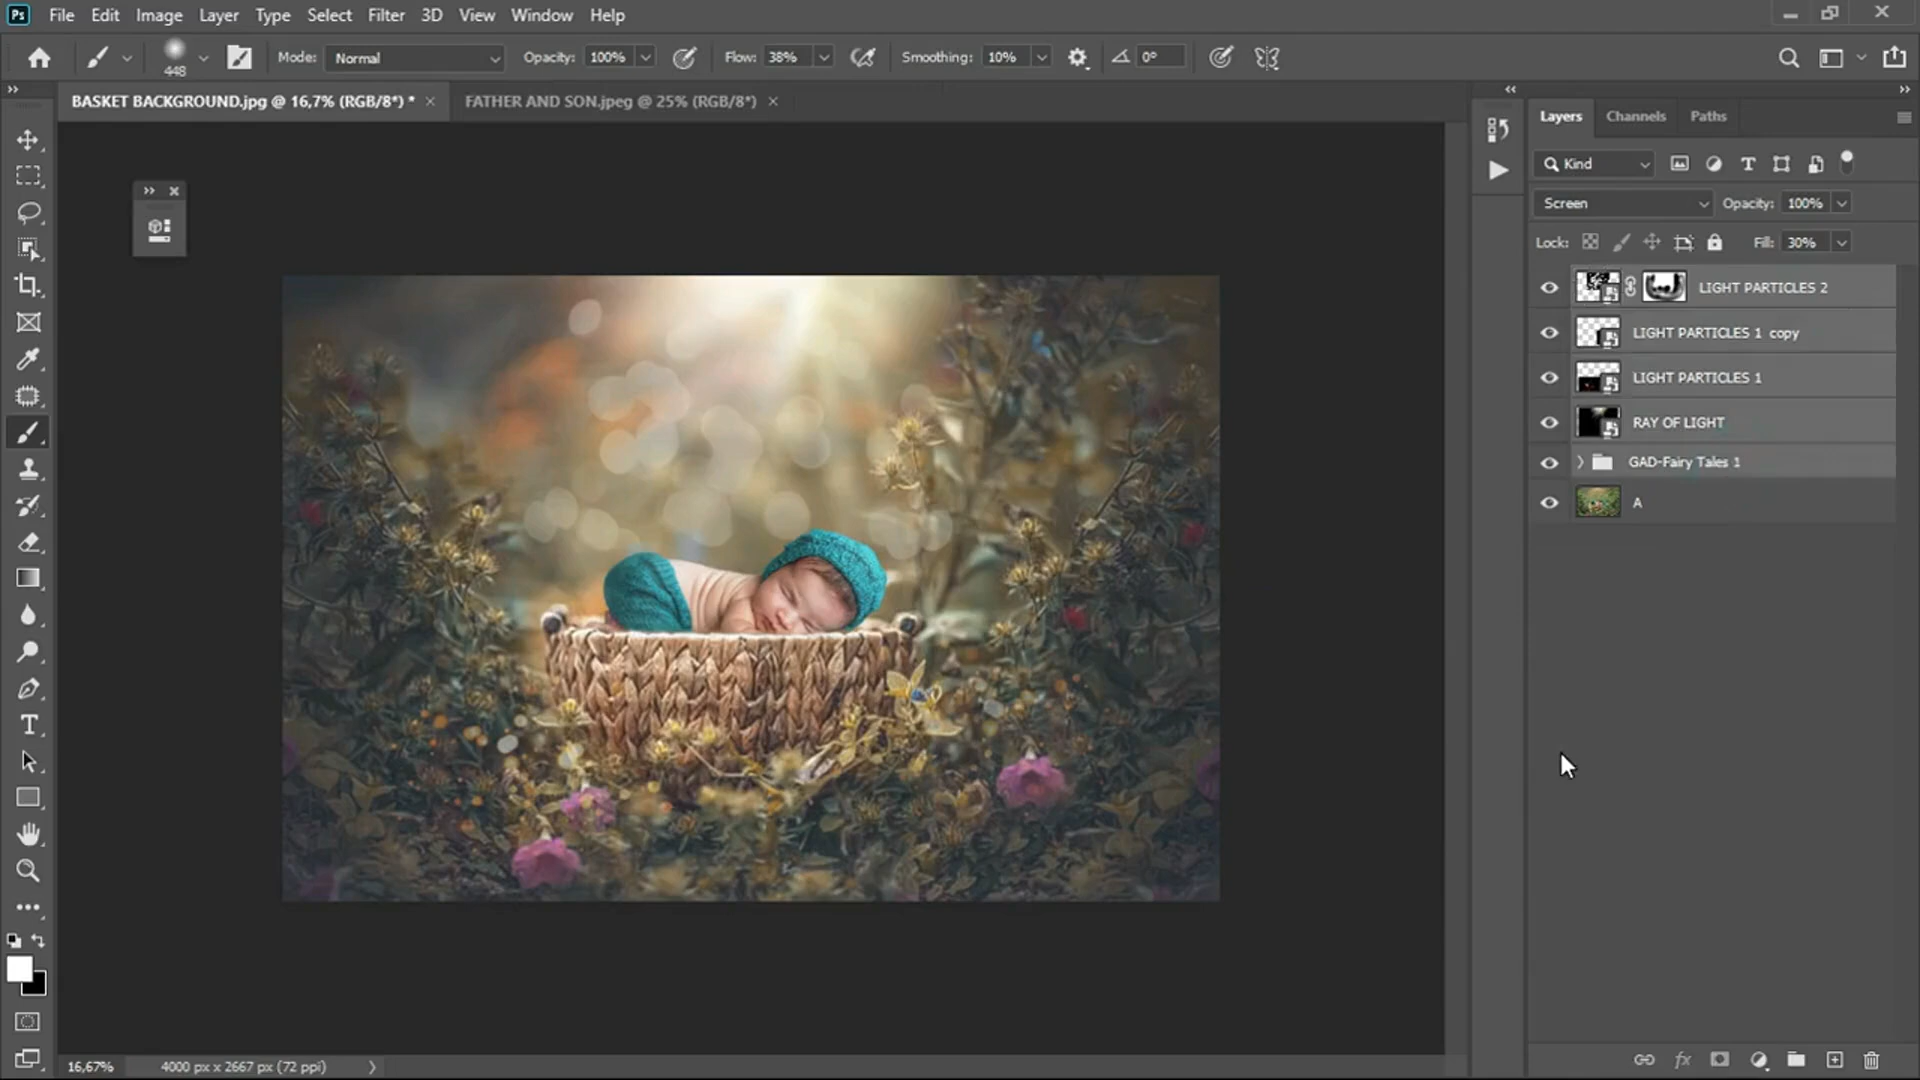 Ps File Edit Image Layer Type Select Filter 3D View Window Help
448 Mode: Normal Opacity: 100% Flow: 38% Smoothing: 10% 0°
BASKET BACKGROUND.jpg @ 16,7% (RGB/8*) * × FATHER AND SON.jpeg @ 25% (RGB/8*) ×
Layers Channels Paths
Kind
Screen Opacity: 100%
Lock: Fill: 30%
LIGHT PARTICLES 2
LIGHT PARTICLES 1 copy
LIGHT PARTICLES 1
RAY OF LIGHT
GAD-Fairy Tales 1
A
16,67% 4000 px x 2667 px (72 ppi)
fx